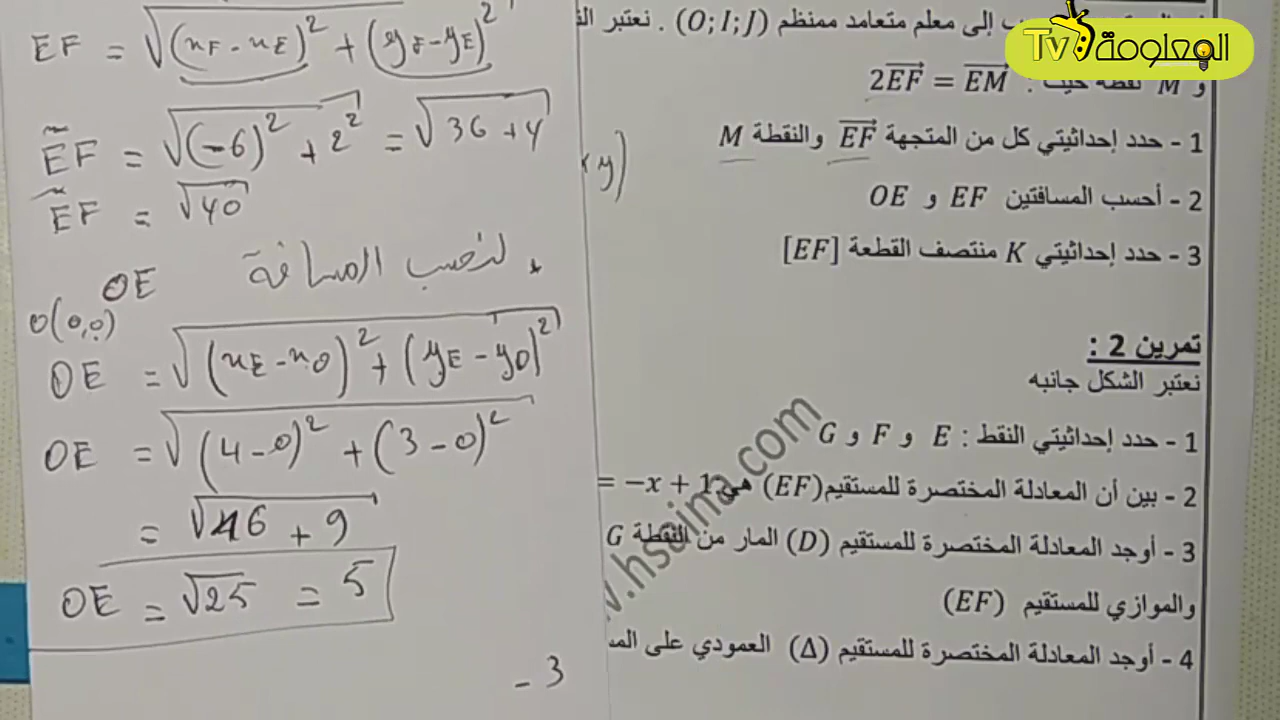 إلى معلم متعامد ممنظم (O;I;J) . نعتبر
المعلومة Tv
و M نقطة حيث : 2EF = EM
1 - حدد إحداثيتي كل من المتجهة EF والنقطة M
2 - أحسب المسافتين EF و OE
3 - حدد إحداثيتي K منتصف القطعة [EF]
تمرين 2 :
نعتبر الشكل جانبه
1 - حدد إحداثيتي النقط : E و F و G
2 - بين أن المعادلة المختصرة للمستقيم (EF) هي = -x + 1
3 - أوجد المعادلة المختصرة للمستقيم (D) المار من النقطة G
والموازي للمستقيم (EF)
4 - أوجد المعادلة المختصرة للمستقيم (Δ) العمودي على
.hsaina.com
EF = √(xF - xE)² + (yF - yE)²
EF = √(-6)² + 2² = √36 + 4
EF = √40
لنحسب المسافة OE
O(0,0)
OE = √(xE - xO)² + (yE - yO)²
OE = √(4 - 0)² + (3 - 0)²
= √16 + 9
OE = √25 = 5
- 3
y)